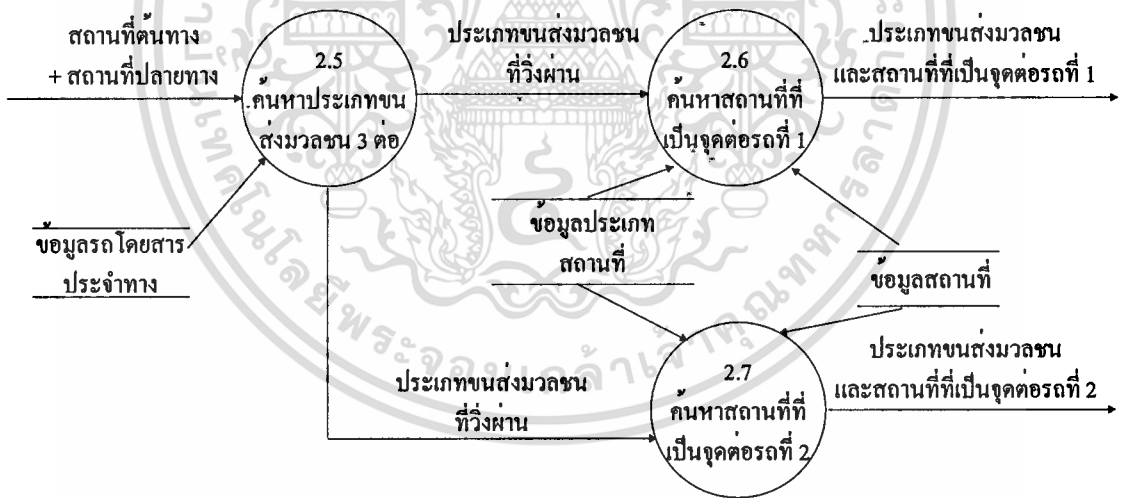 สถานที่ต้นทาง
+ สถานที่ปลายทาง
2.5
ค้นหาประเภทขน
ส่งมวลชน 3 ต่อ
ประเภทขนส่งมวลชน
ที่วิ่งผ่าน
2.6
ค้นหาสถานที่ที่
เป็นจุดต่อรถที่ 1
ประเภทขนส่งมวลชน
และสถานที่ที่เป็นจุดต่อรถที่ 1
ข้อมูลรถโดยสาร
ประจำทาง
ข้อมูลประเภท
สถานที่
ข้อมูลสถานที่
ประเภทขนส่งมวลชน
ที่วิ่งผ่าน
2.7
ค้นหาสถานที่ที่
เป็นจุดต่อรถที่ 2
ประเภทขนส่งมวลชน
และสถานที่ที่เป็นจุดต่อรถที่ 2